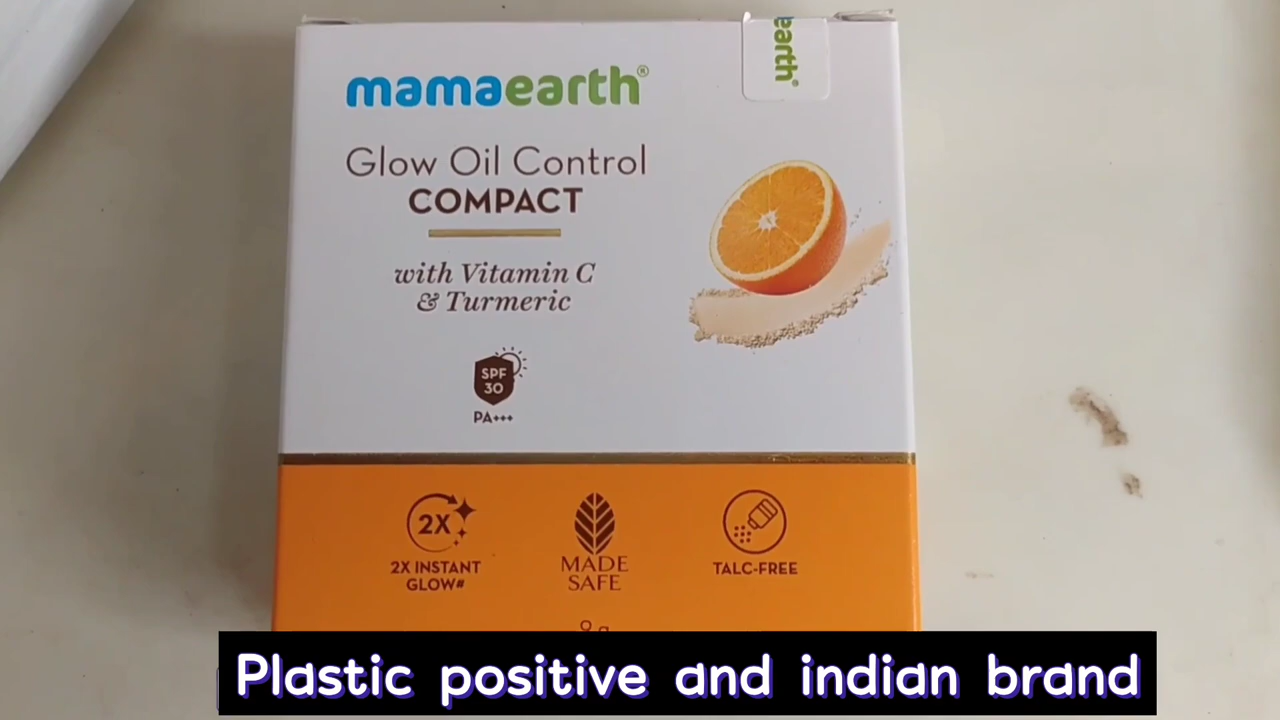 mamaearth®
earth®
Glow Oil Control
COMPACT
with Vitamin C
& Turmeric
SPF
30
PA+++
2X
2X INSTANT
GLOW#
MADE
SAFE
TALC-FREE
Plastic positive and indian brand